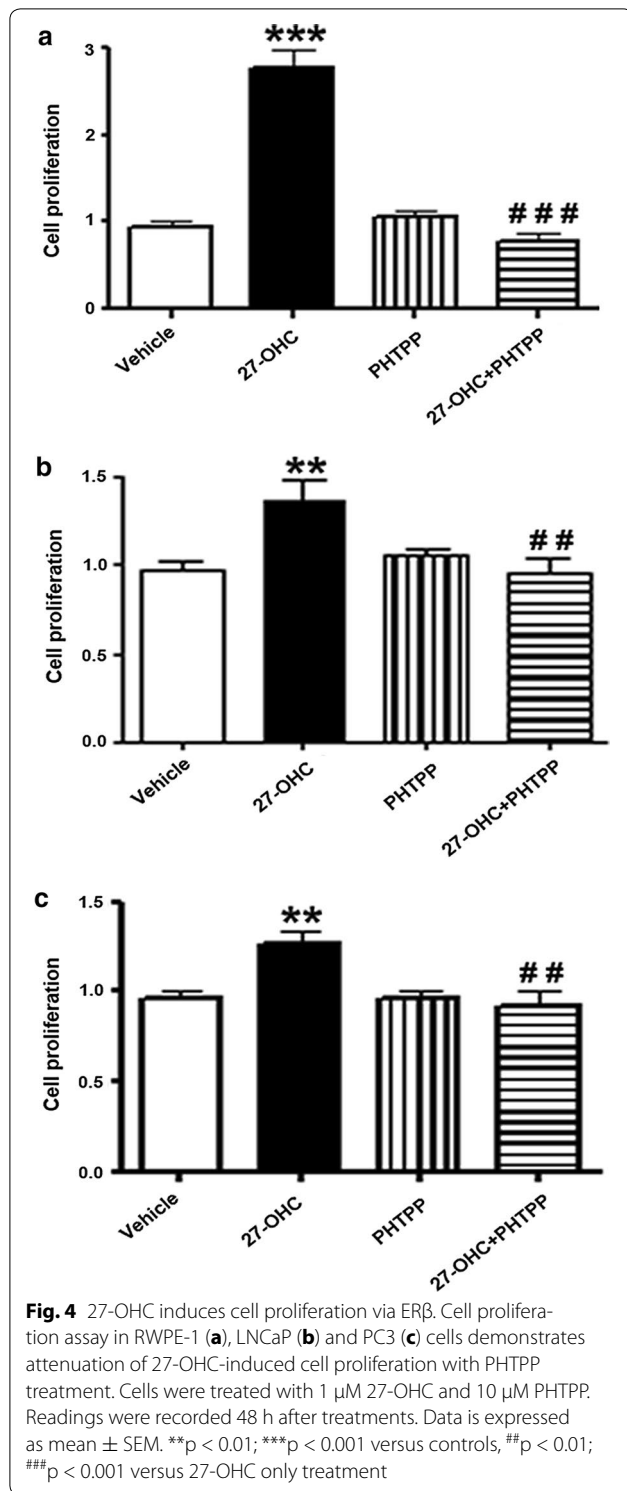 a
***
3
2
1
0
Cell proliferation
# # #
Vehicle
27-OHC
PHTPP
27-OHC+PHTPP
b
**
1.5
1.0
0.5
0.0
Cell proliferation
# #
Vehicle
27-OHC
PHTPP
27-OHC+PHTPP
c
**
1.5
1.0
0.5
0.0
Cell proliferation
# #
Vehicle
27-OHC
PHTPP
27-OHC+PHTPP
Fig. 4 27-OHC induces cell proliferation via ERβ. Cell prolifera-
tion assay in RWPE-1 (a), LNCaP (b) and PC3 (c) cells demonstrates
attenuation of 27-OHC-induced cell proliferation with PHTPP
treatment. Cells were treated with 1 μM 27-OHC and 10 μM PHTPP.
Readings were recorded 48 h after treatments. Data is expressed
as mean ± SEM. **p < 0.01; ***p < 0.001 versus controls, ##p < 0.01;
###p < 0.001 versus 27-OHC only treatment